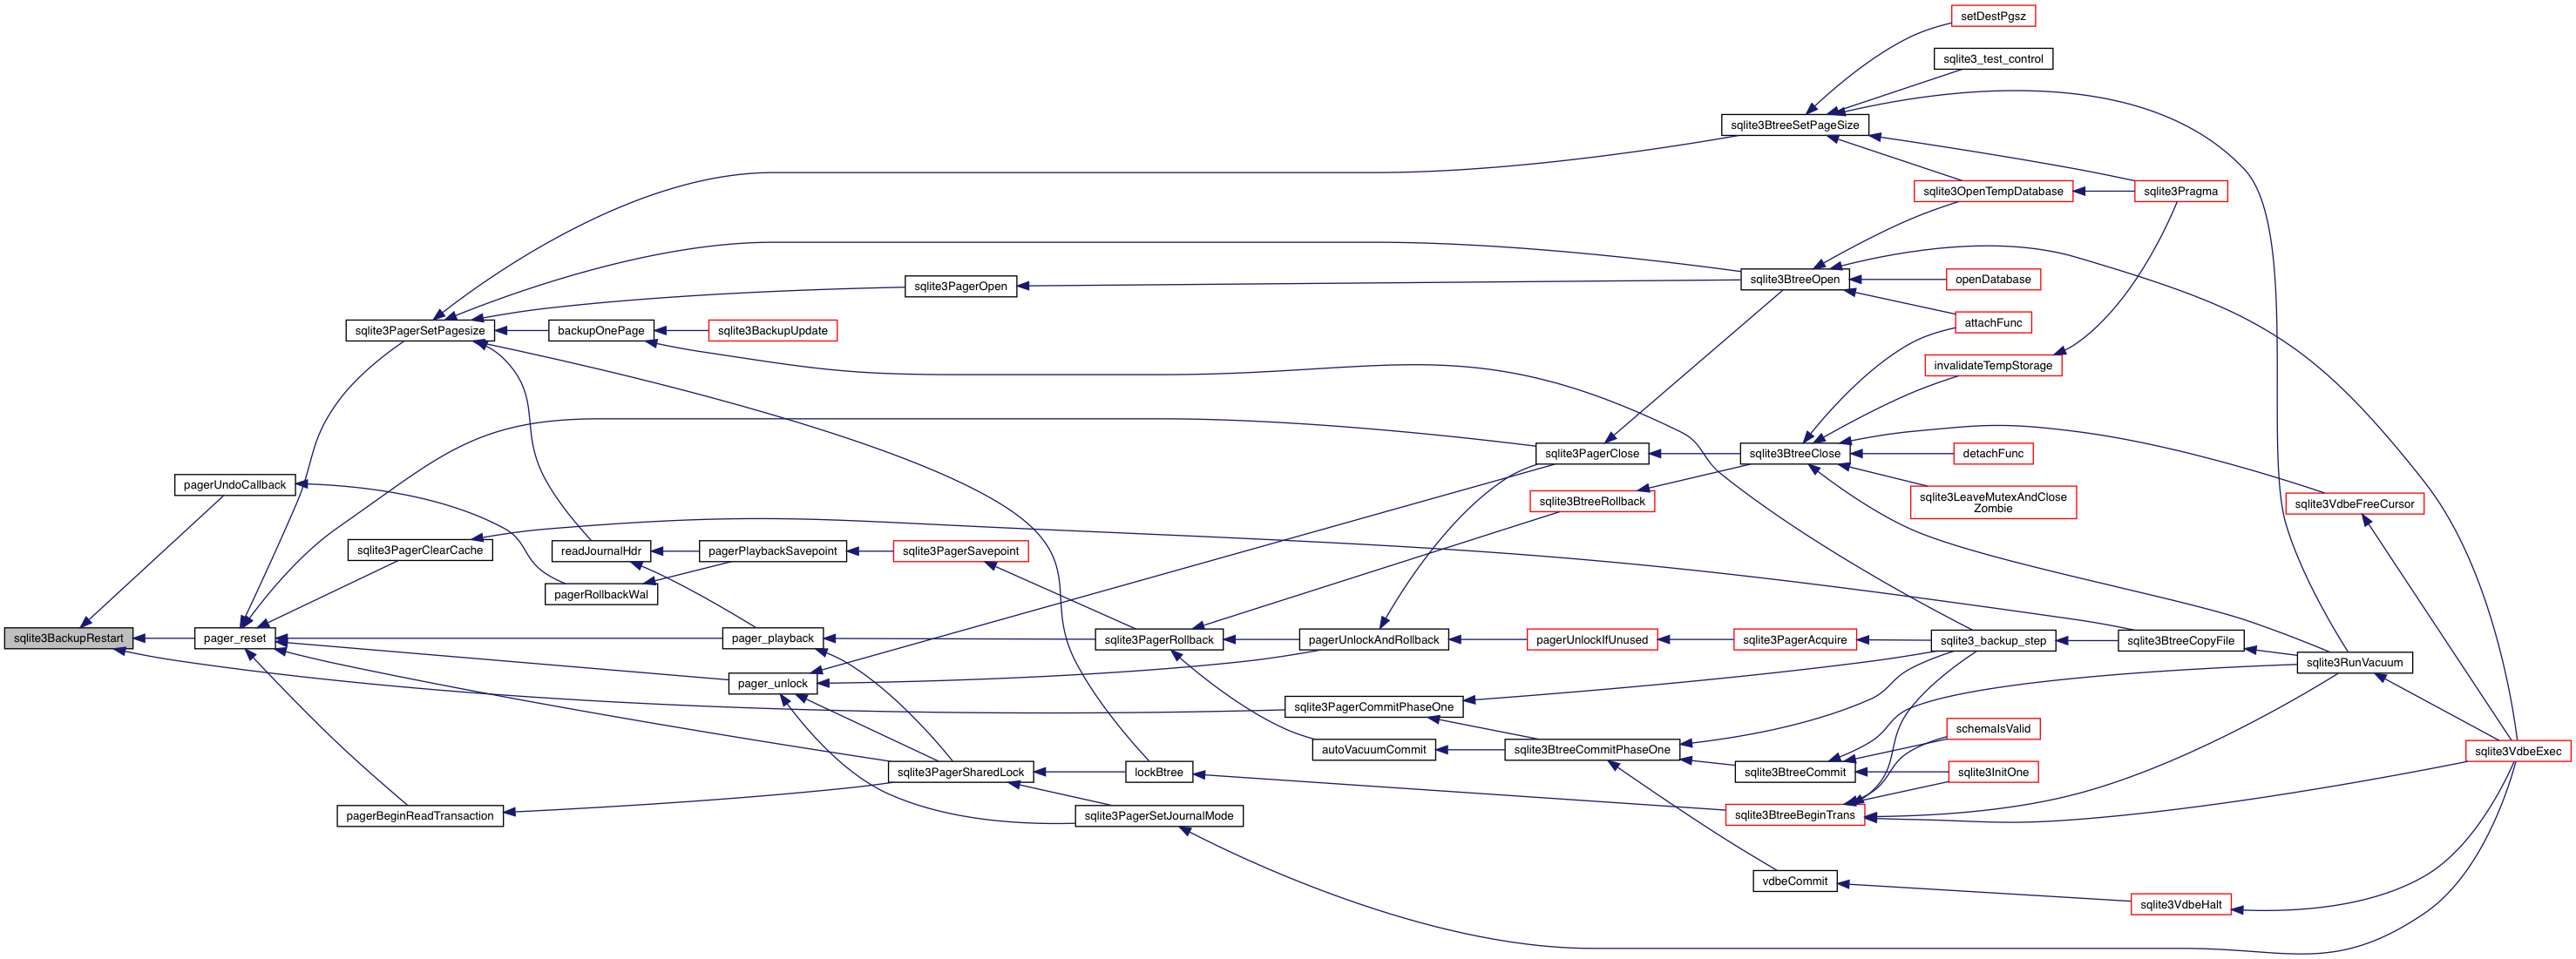 setDestPgsz
sqlite3_test_control
sqlite3BtreeSetPageSize
sqlite3OpenTempDatabase
sqlite3Pragma
sqlite3BtreeOpen
openDatabase
sqlite3PagerOpen
attachFunc
sqlite3PagerSetPagesize
backupOnePage
sqlite3BackupUpdate
invalidateTempStorage
sqlite3PagerClose
sqlite3BtreeClose
detachFunc
pagerUndoCallback
sqlite3BtreeRollback
sqlite3LeaveMutexAndClose
Zombie
sqlite3VdbeFreeCursor
sqlite3PagerClearCache
readJournalHdr
pagerPlaybackSavepoint
sqlite3PagerSavepoint
pagerRollbackWal
sqlite3BackupRestart
pager_reset
pager_playback
sqlite3PagerRollback
pagerUnlockAndRollback
pagerUnlockIfUnused
sqlite3PagerAcquire
sqlite3_backup_step
sqlite3BtreeCopyFile
sqlite3RunVacuum
pager_unlock
sqlite3PagerCommitPhaseOne
schemaIsValid
autoVacuumCommit
sqlite3BtreeCommitPhaseOne
sqlite3VdbeExec
sqlite3PagerSharedLock
lockBtree
sqlite3BtreeCommit
sqlite3InitOne
pagerBeginReadTransaction
sqlite3PagerSetJournalMode
sqlite3BtreeBeginTrans
vdbeCommit
sqlite3VdbeHalt